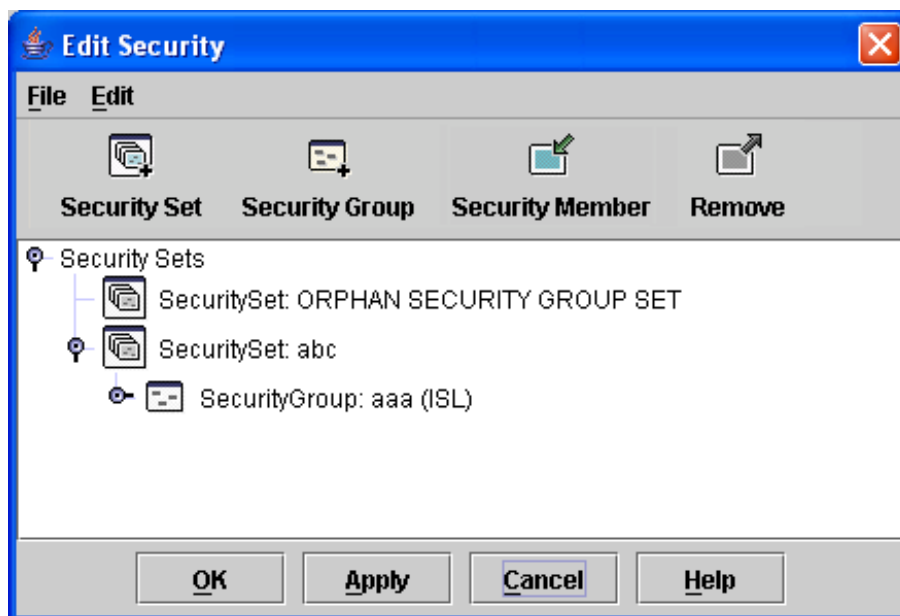 Edit Security
File Edit
Security Set Security Group Security Member Remove
Security Sets
SecuritySet: ORPHAN SECURITY GROUP SET
SecuritySet: abc
SecurityGroup: aaa (ISL)
OK Apply Cancel Help